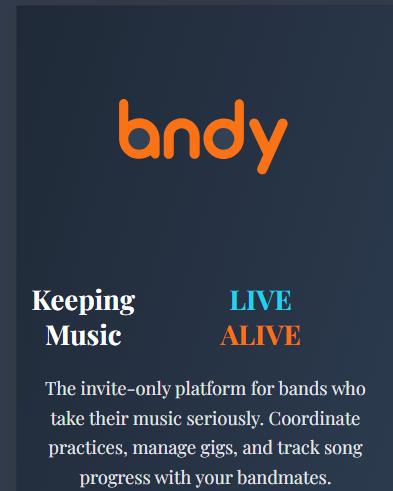 bndy
Keeping Music
LIVE ALIVE
The invite-only platform for bands who
take their music seriously. Coordinate
practices, manage gigs, and track song
progress with your bandmates.